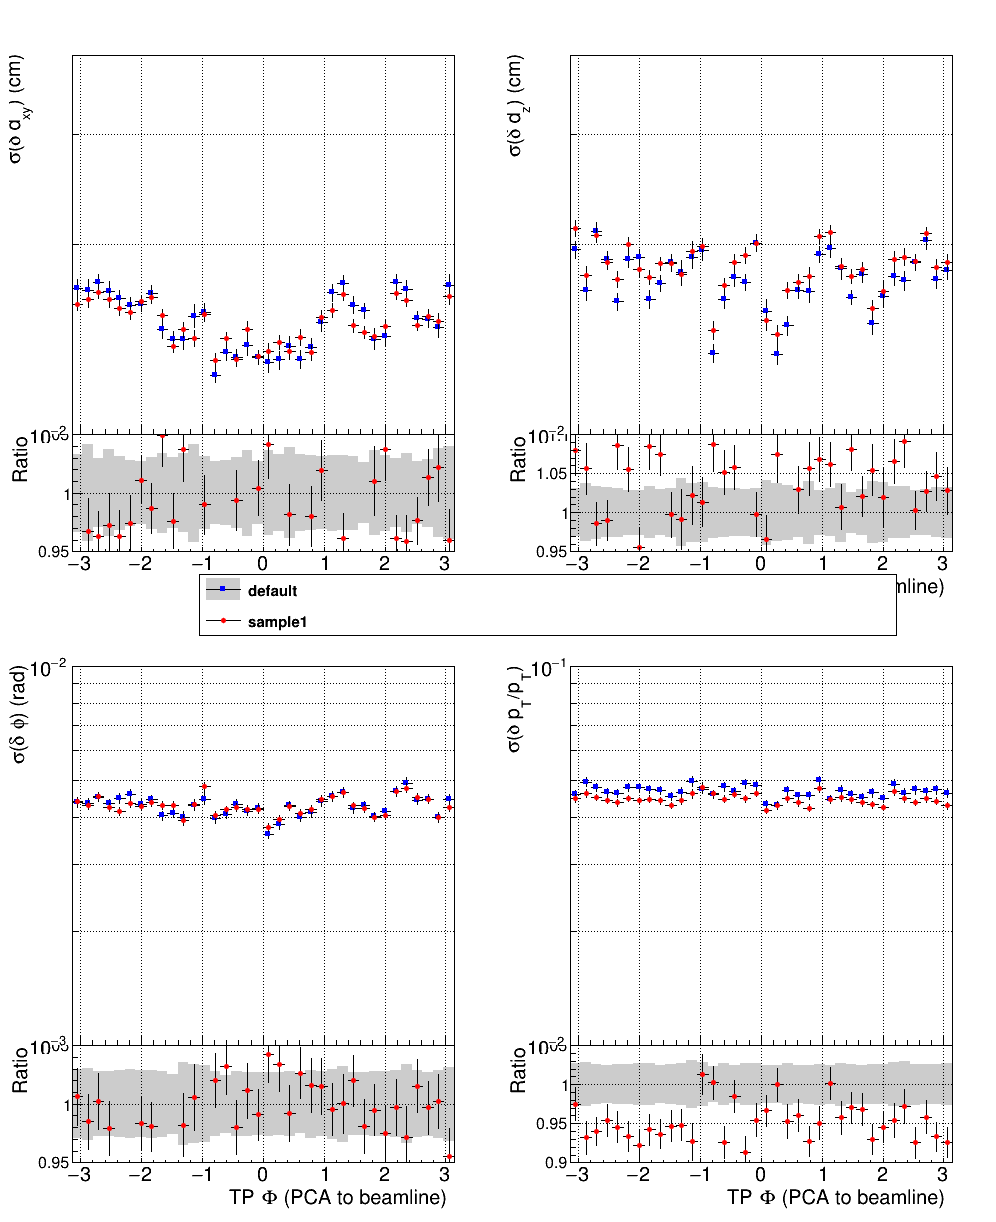 σ(δ d_xy) (cm)
Ratio
1
0.95
−3 −2 −1 0 1 2 3
σ(δ d_z) (cm)
10^−2
Ratio
1.05
1
0.95
−3 −2 −1 0 1 2 3
mline)
default
sample1
10^−2
σ(δ φ) (rad)
10^−3
Ratio
1
0.95
−3 −2 −1 0 1 2 3
TP Φ (PCA to beamline)
10^−1
σ(δ p_T/p_T)
Ratio
1
0.95
0.9
−3 −2 −1 0 1 2 3
TP Φ (PCA to beamline)